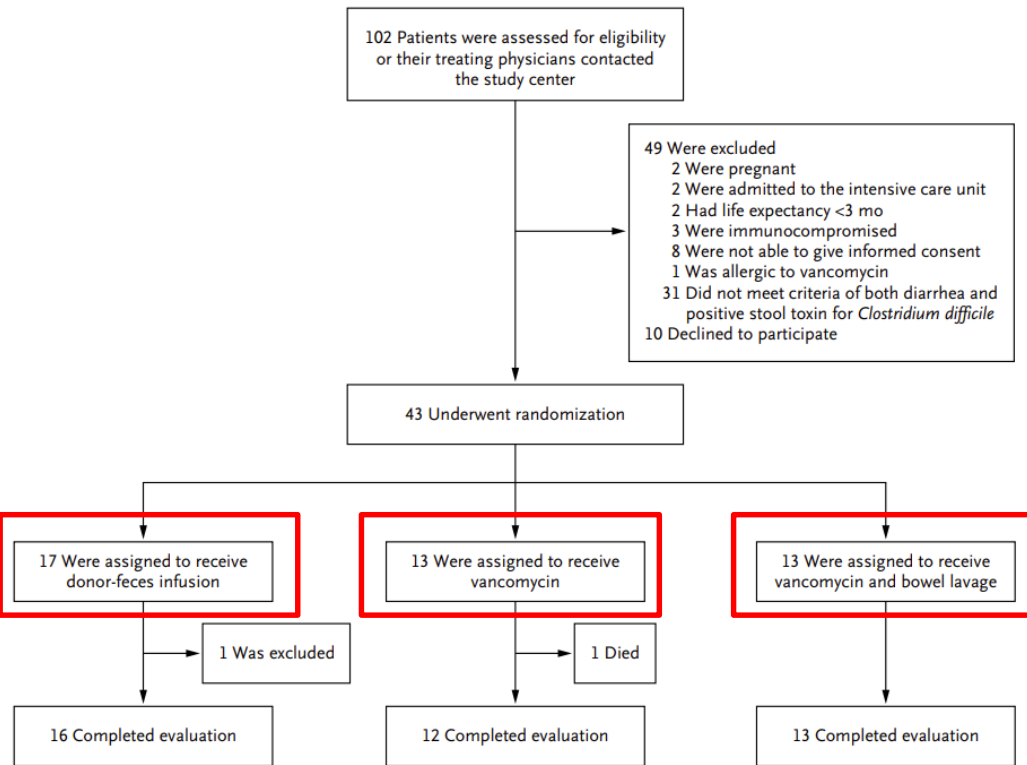 102 Patients were assessed for eligibility
or their treating physicians contacted
the study center
49 Were excluded
2 Were pregnant
2 Were admitted to the intensive care unit
2 Had life expectancy <3 mo
3 Were immunocompromised
8 Were not able to give informed consent
1 Was allergic to vancomycin
31 Did not meet criteria of both diarrhea and
positive stool toxin for Clostridium difficile
10 Declined to participate
43 Underwent randomization
17 Were assigned to receive
donor-feces infusion
13 Were assigned to receive
vancomycin
13 Were assigned to receive
vancomycin and bowel lavage
1 Was excluded
1 Died
16 Completed evaluation
12 Completed evaluation
13 Completed evaluation